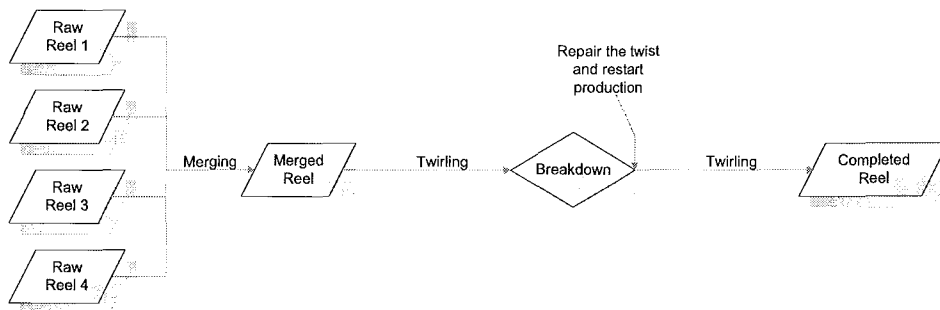 Raw
Reel 1
Raw
Reel 2
Raw
Reel 3
Raw
Reel 4
Merging
Merged
Reel
Twirling
Repair the twist
and restart
production
Breakdown
Twirling
Completed
Reel